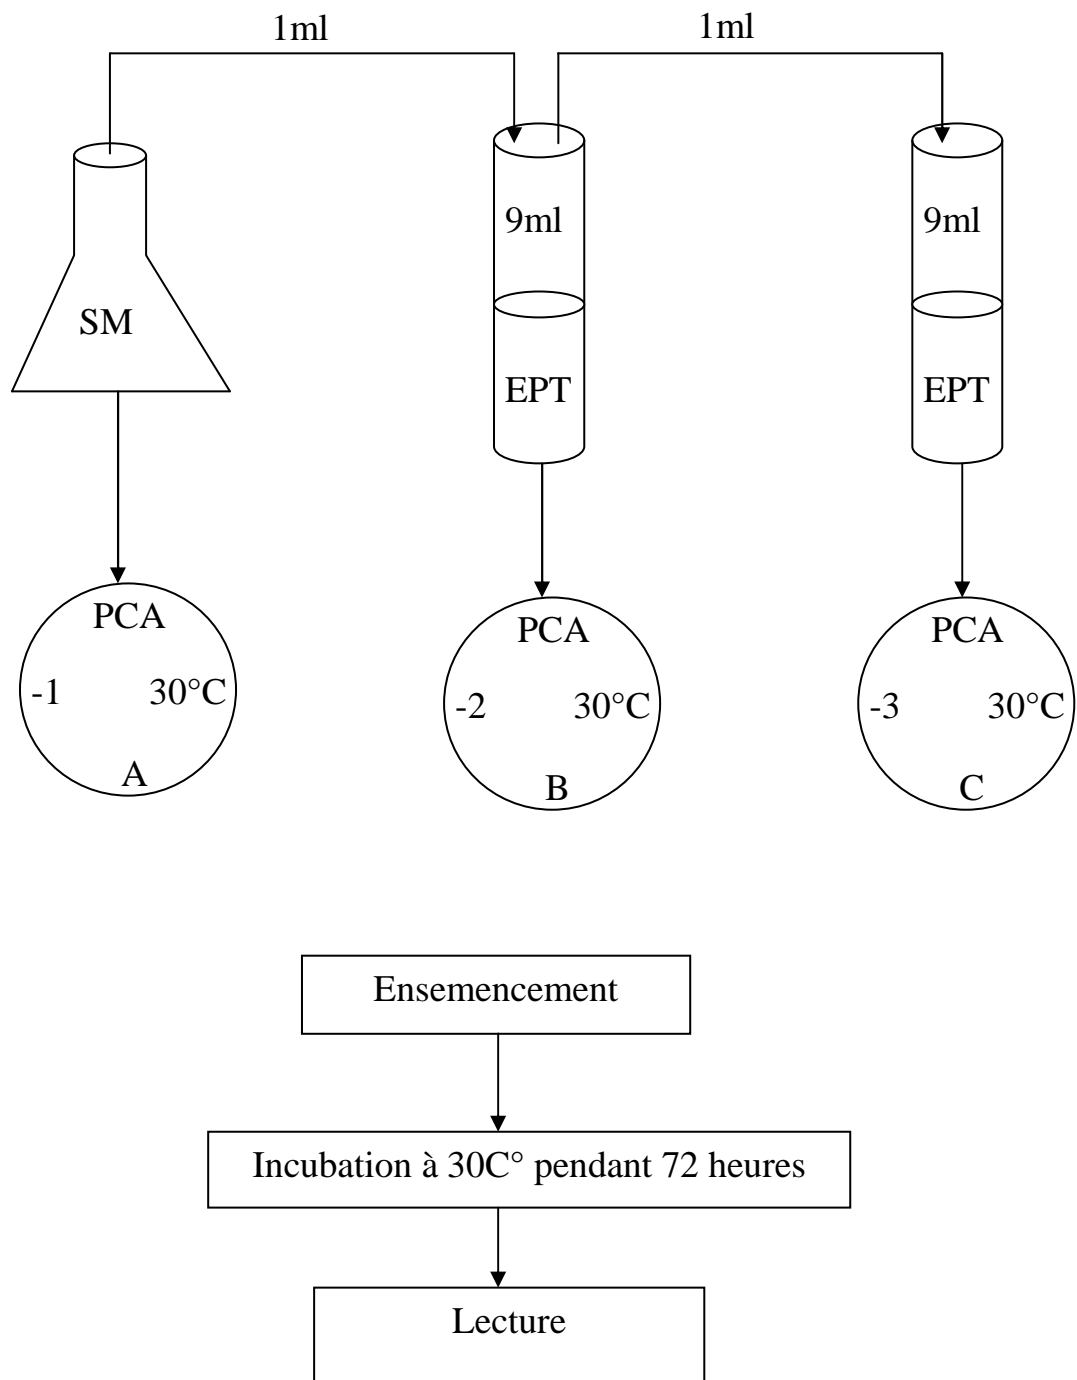 1ml
1ml
SM
9ml
EPT
9ml
EPT
PCA
-1 30°C
A
PCA
-2 30°C
B
PCA
-3 30°C
C
Ensemencement
Incubation à 30C° pendant 72 heures
Lecture